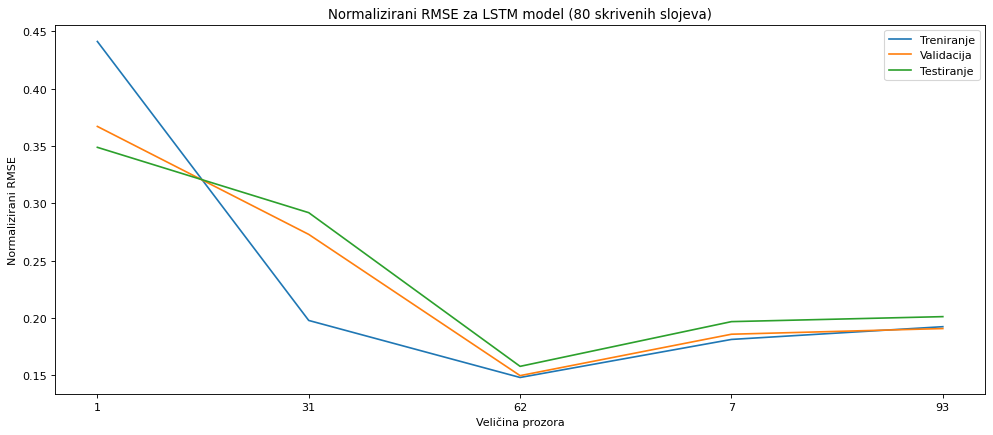 Normalizirani RMSE za LSTM model (80 skrivenih slojeva)
Treniranje
Validacija
Testiranje
Normalizirani RMSE
0.45
0.40
0.35
0.30
0.25
0.20
0.15
1 31 62 7 93
Veličina prozora